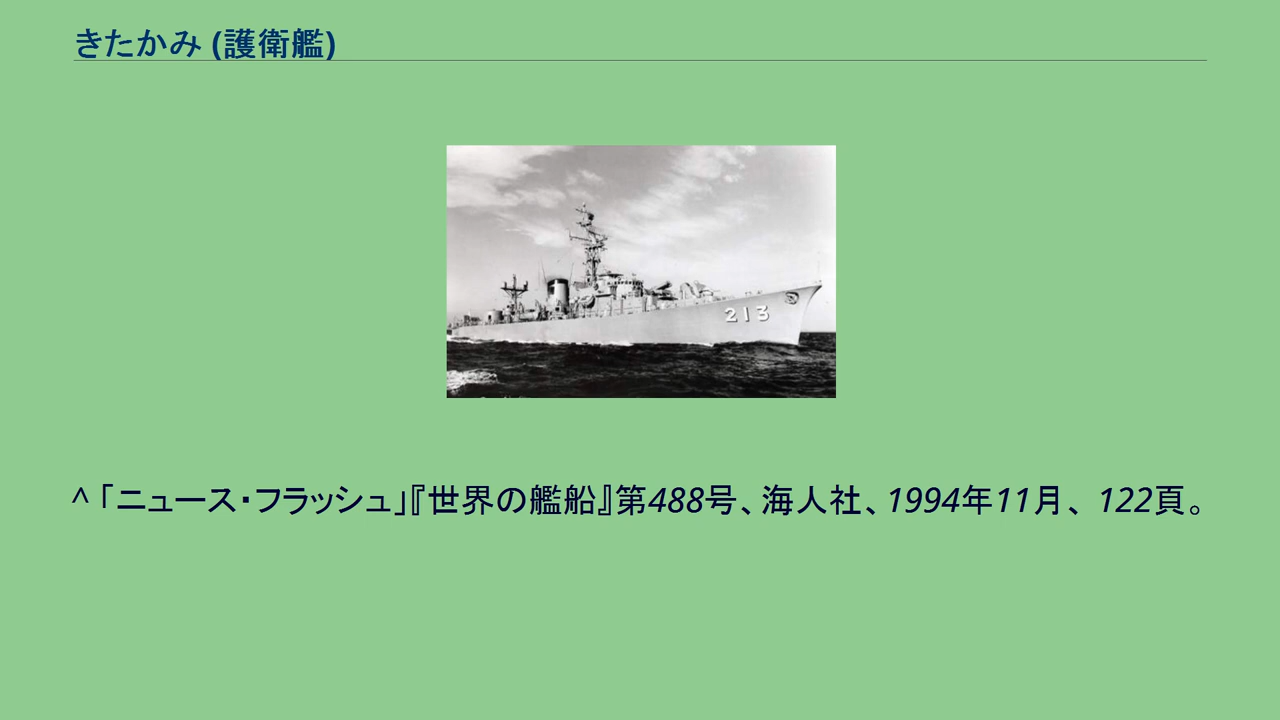 きたかみ (護衛艦)
213
^ 「ニュース・フラッシュ」『世界の艦船』第488号、海人社、1994年11月、 122頁。